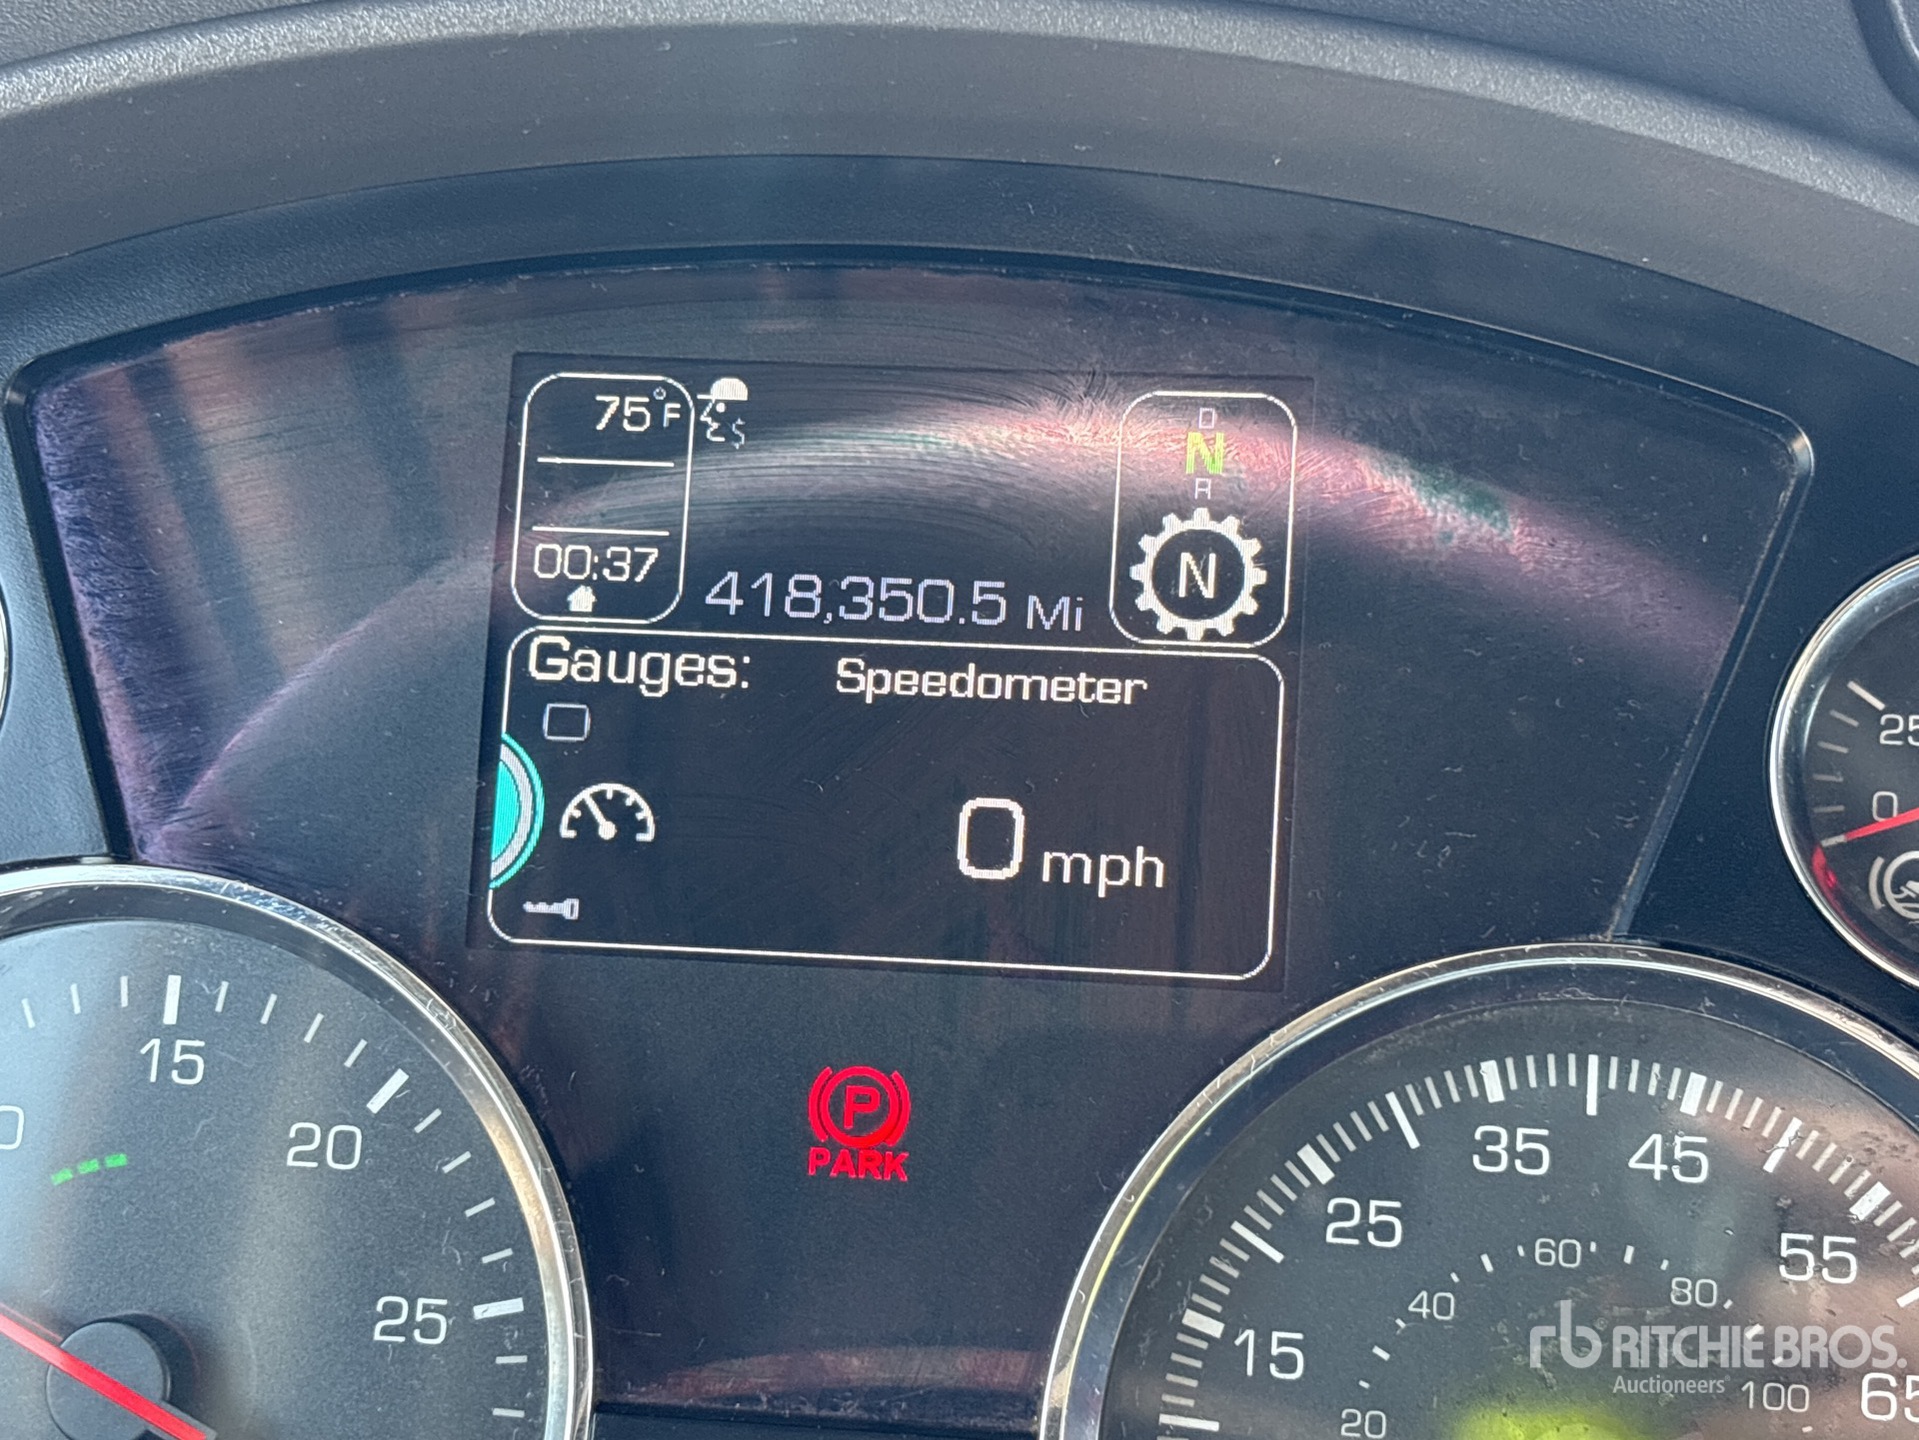 75°F
$
D
N
R
N
00:37
418,350.5 Mi
Gauges:
Speedometer
0 mph
P
PARK
15
20
25
15
25
35
45
55
65
20
40
60
80
100
25
0
rb RITCHIE BROS.
Auctioneers